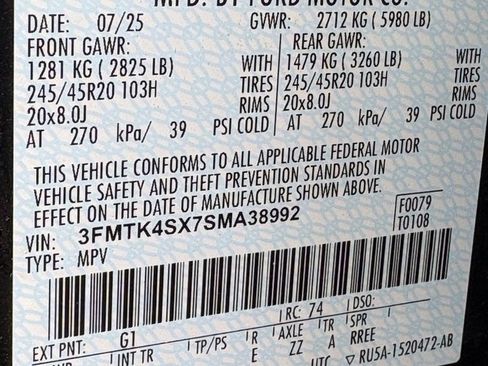 MFD. BY FORD MOTOR CO.
DATE: 07/25 GVWR: 2712 KG ( 5980 LB)
FRONT GAWR: REAR GAWR:
1281 KG ( 2825 LB) WITH 1479 KG ( 3260 LB) WITH
245/45R20 103H TIRES 245/45R20 103H TIRES
20x8.0J RIMS 20x8.0J RIMS
AT 270 kPa/ 39 PSI COLD AT 270 kPa/ 39 PSI COLD
THIS VEHICLE CONFORMS TO ALL APPLICABLE FEDERAL MOTOR
VEHICLE SAFETY AND THEFT PREVENTION STANDARDS IN
EFFECT ON THE DATE OF MANUFACTURE SHOWN ABOVE.
VIN: 3FMTK4SX7SMA38992 F0079
TYPE: MPV T0108
EXT PNT: G1 RC: 74 DSO:
INT TR TP/PS R AXLE TR SPR
E ZZ A RREE
UTC ▽ RU5A-1520472-AB